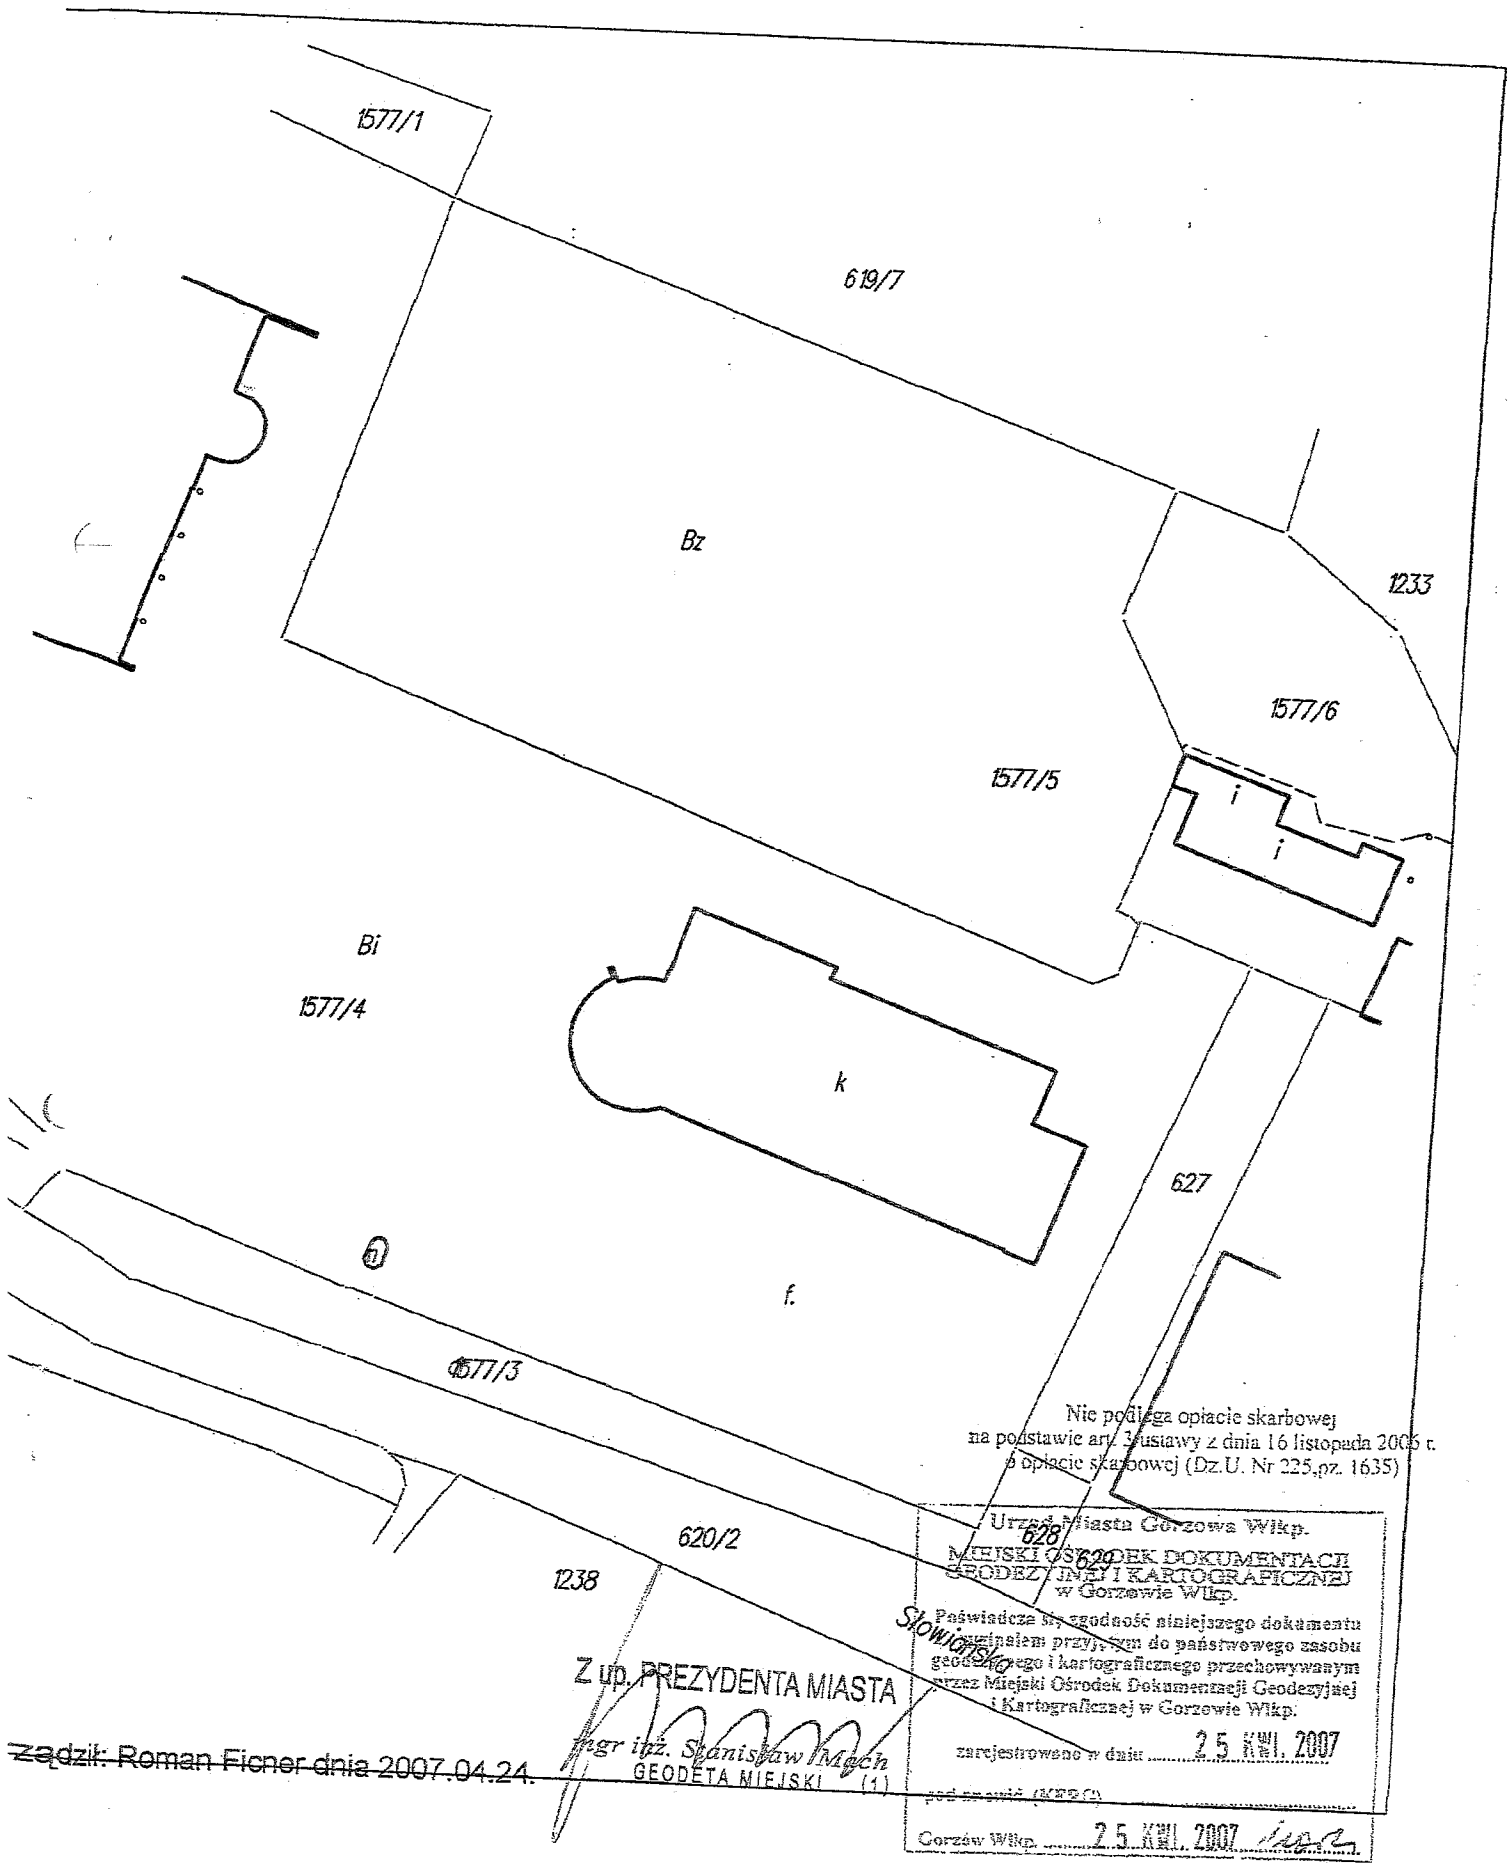 1577/1
619/7
Bz
1233
1577/6
1577/5
i
i
Bi
1577/4
k
627
f.
1577/3
Nie podlega opłacie skarbowej
na podstawie art. 3 ustawy z dnia 16 listopada 2006 r.
o opłacie skarbowej (Dz.U. Nr 225,pz. 1635)
620/2
628
629
1238
Słowiańska
Urząd Miasta Gorzowa Wlkp.
MIEJSKI OŚRODEK DOKUMENTACJI
GEODEZYJNEJ I KARTOGRAFICZNEJ
w Gorzowie Wlkp.
Poświadcza się zgodność niniejszego dokumentu
oryginałem przyjętym do państwowego zasobu
geodezyjnego i kartograficznego przechowywanym
przez Miejski Ośrodek Dokumentacji Geodezyjnej
i Kartograficznej w Gorzowie Wlkp.
zarejestrowano w dniu 25 KWI. 2007
Gorzów Wlkp. 25 KWI. 2007
Z up. PREZYDENTA MIASTA
mgr inż. Stanisław Mach
GEODETA MIEJSKI (1)
ządził: Roman Ficner dnia 2007.04.24.